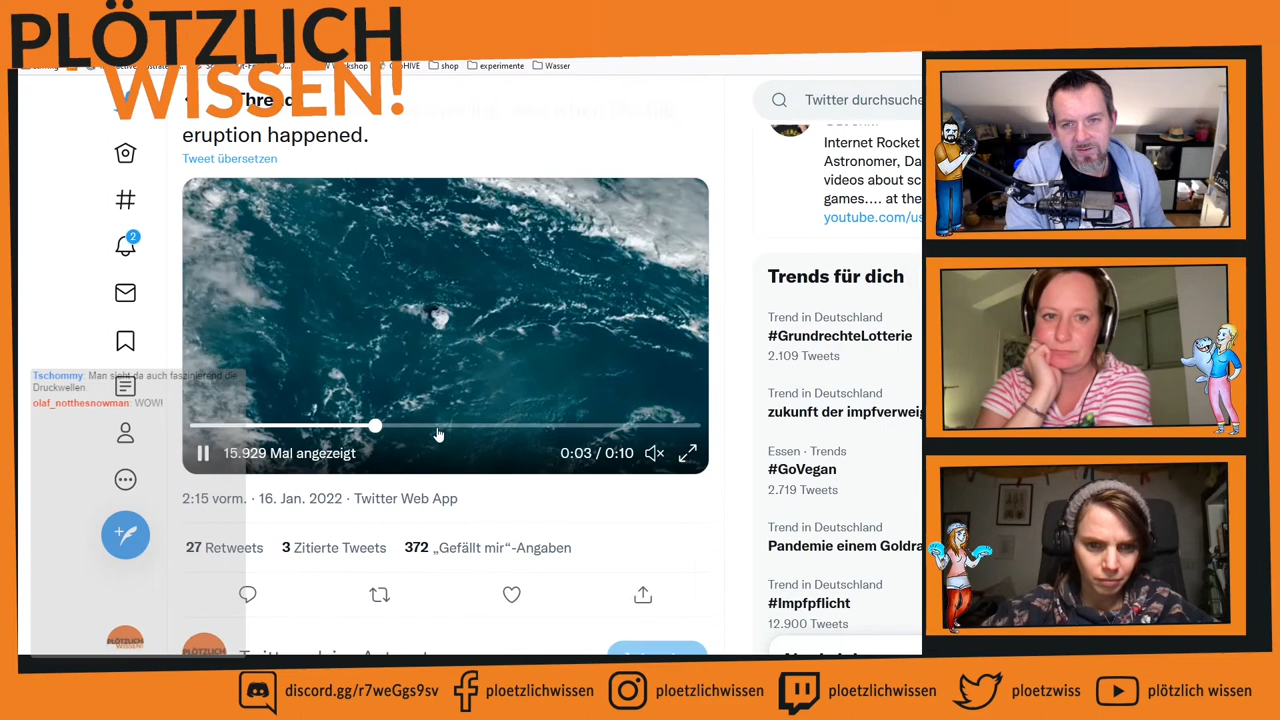 PLÖTZLICH
WISSEN!
shop
experimente
Wasser
Thread
eruption happened.
Tweet übersetzen
15.929 Mal angezeigt
0:03 / 0:10
2:15 vorm. · 16. Jan. 2022 · Twitter Web App
27 Retweets 3 Zitierte Tweets 372 „Gefällt mir“-Angaben
2
Tschommy: Man sieht da auch faszinierend die
Druckwellen.
olaf_notthesnowman: WOW!
PLÖTZLICH
WISSEN!
Twitter durchsuche
Internet Rocket
Astronomer, Da
videos about sc
games.... at the
youtube.com/us
Trends für dich
Trend in Deutschland
#GrundrechteLotterie
2.109 Tweets
Trend in Deutschland
zukunft der impfverweig
Essen · Trends
#GoVegan
2.719 Tweets
Trend in Deutschland
Pandemie einem Goldra
Trend in Deutschland
#Impfpflicht
12.900 Tweets
discord.gg/r7weGgs9sv
ploetzlichwissen
ploetzlichwissen
ploetzlichwissen
ploetzwiss
plötzlich wissen